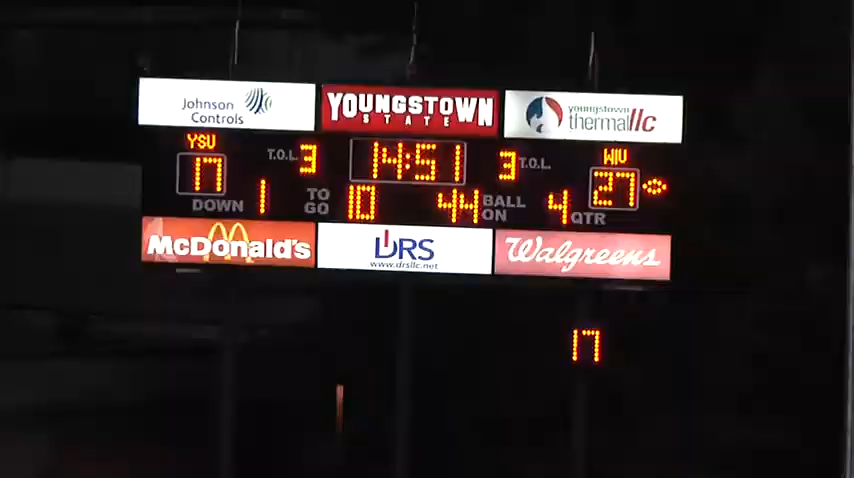 Johnson Controls
YOUNGSTOWN STATE
youngstown thermalllc
YSU
T.O.L. 3
14:51
3 T.O.L.
WIU
17
27
DOWN 1
TO GO 10
44 BALL ON
4 QTR
McDonald's
DRS
www.drsllc.net
Walgreens
17